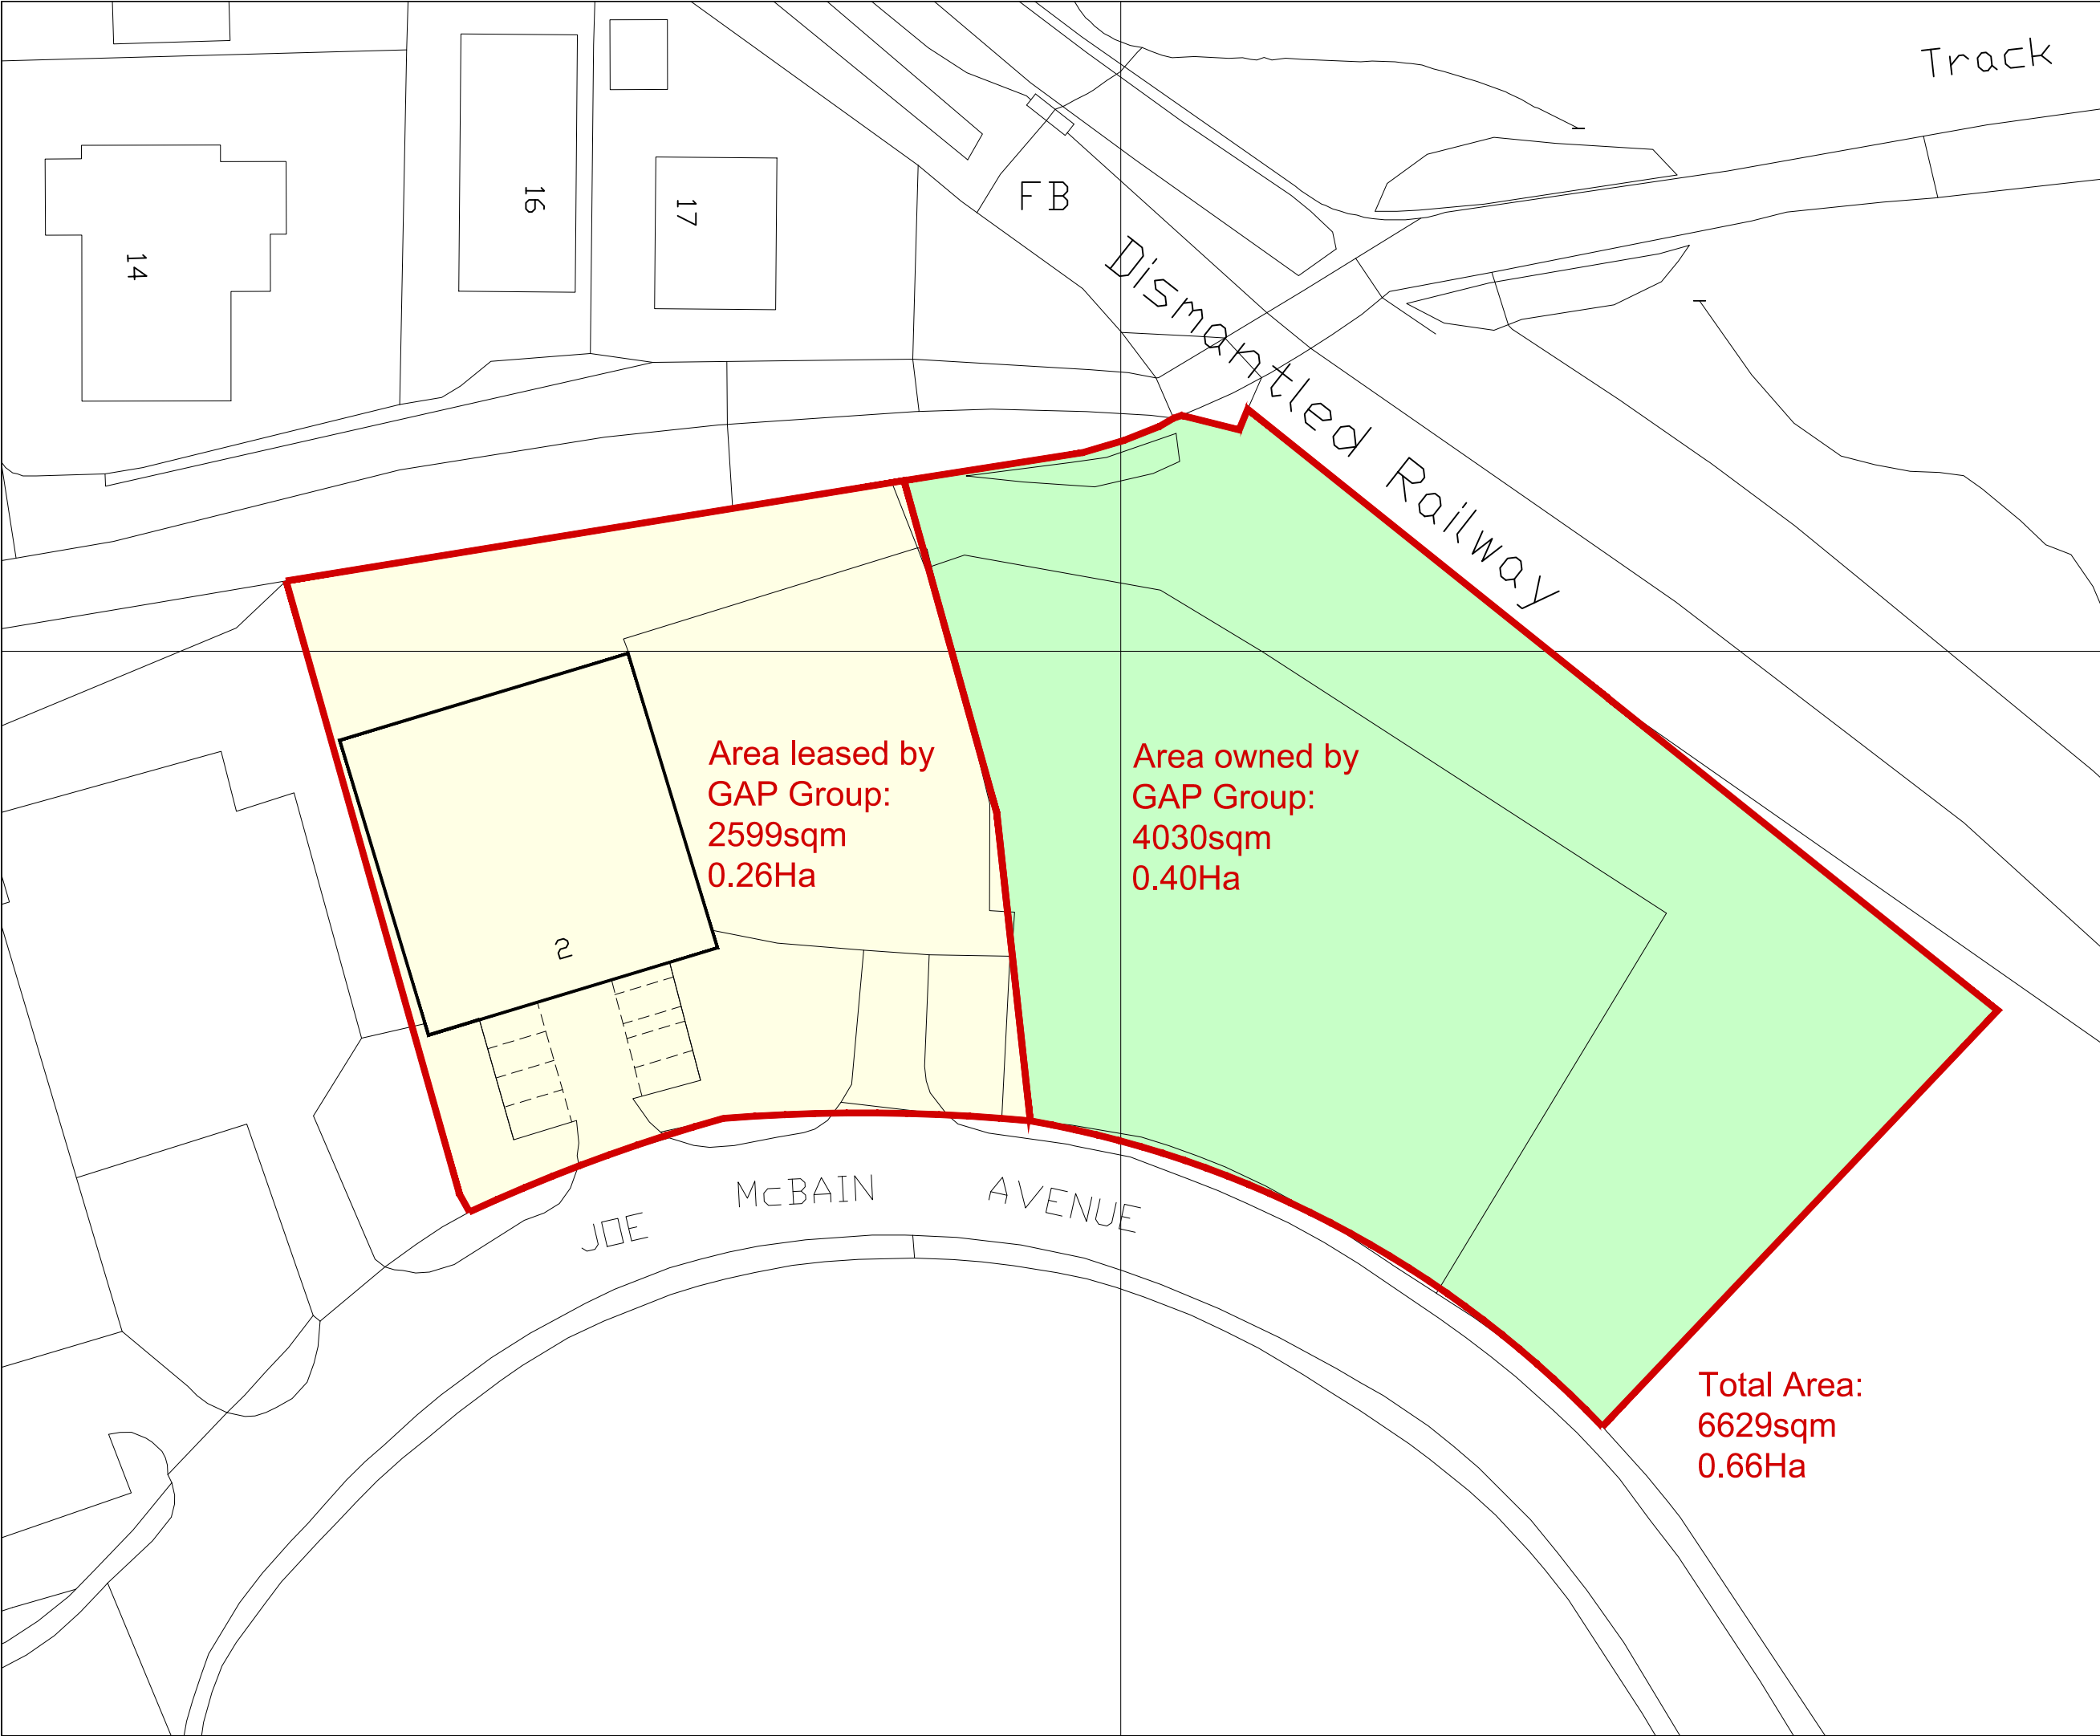 Track
16
17
FB
14
Dismantled Railway
Area leased by
GAP Group:
2599sqm
0.26Ha
Area owned by
GAP Group:
4030sqm
0.40Ha
2
JOE McBAIN AVENUE
Total Area:
6629sqm
0.66Ha